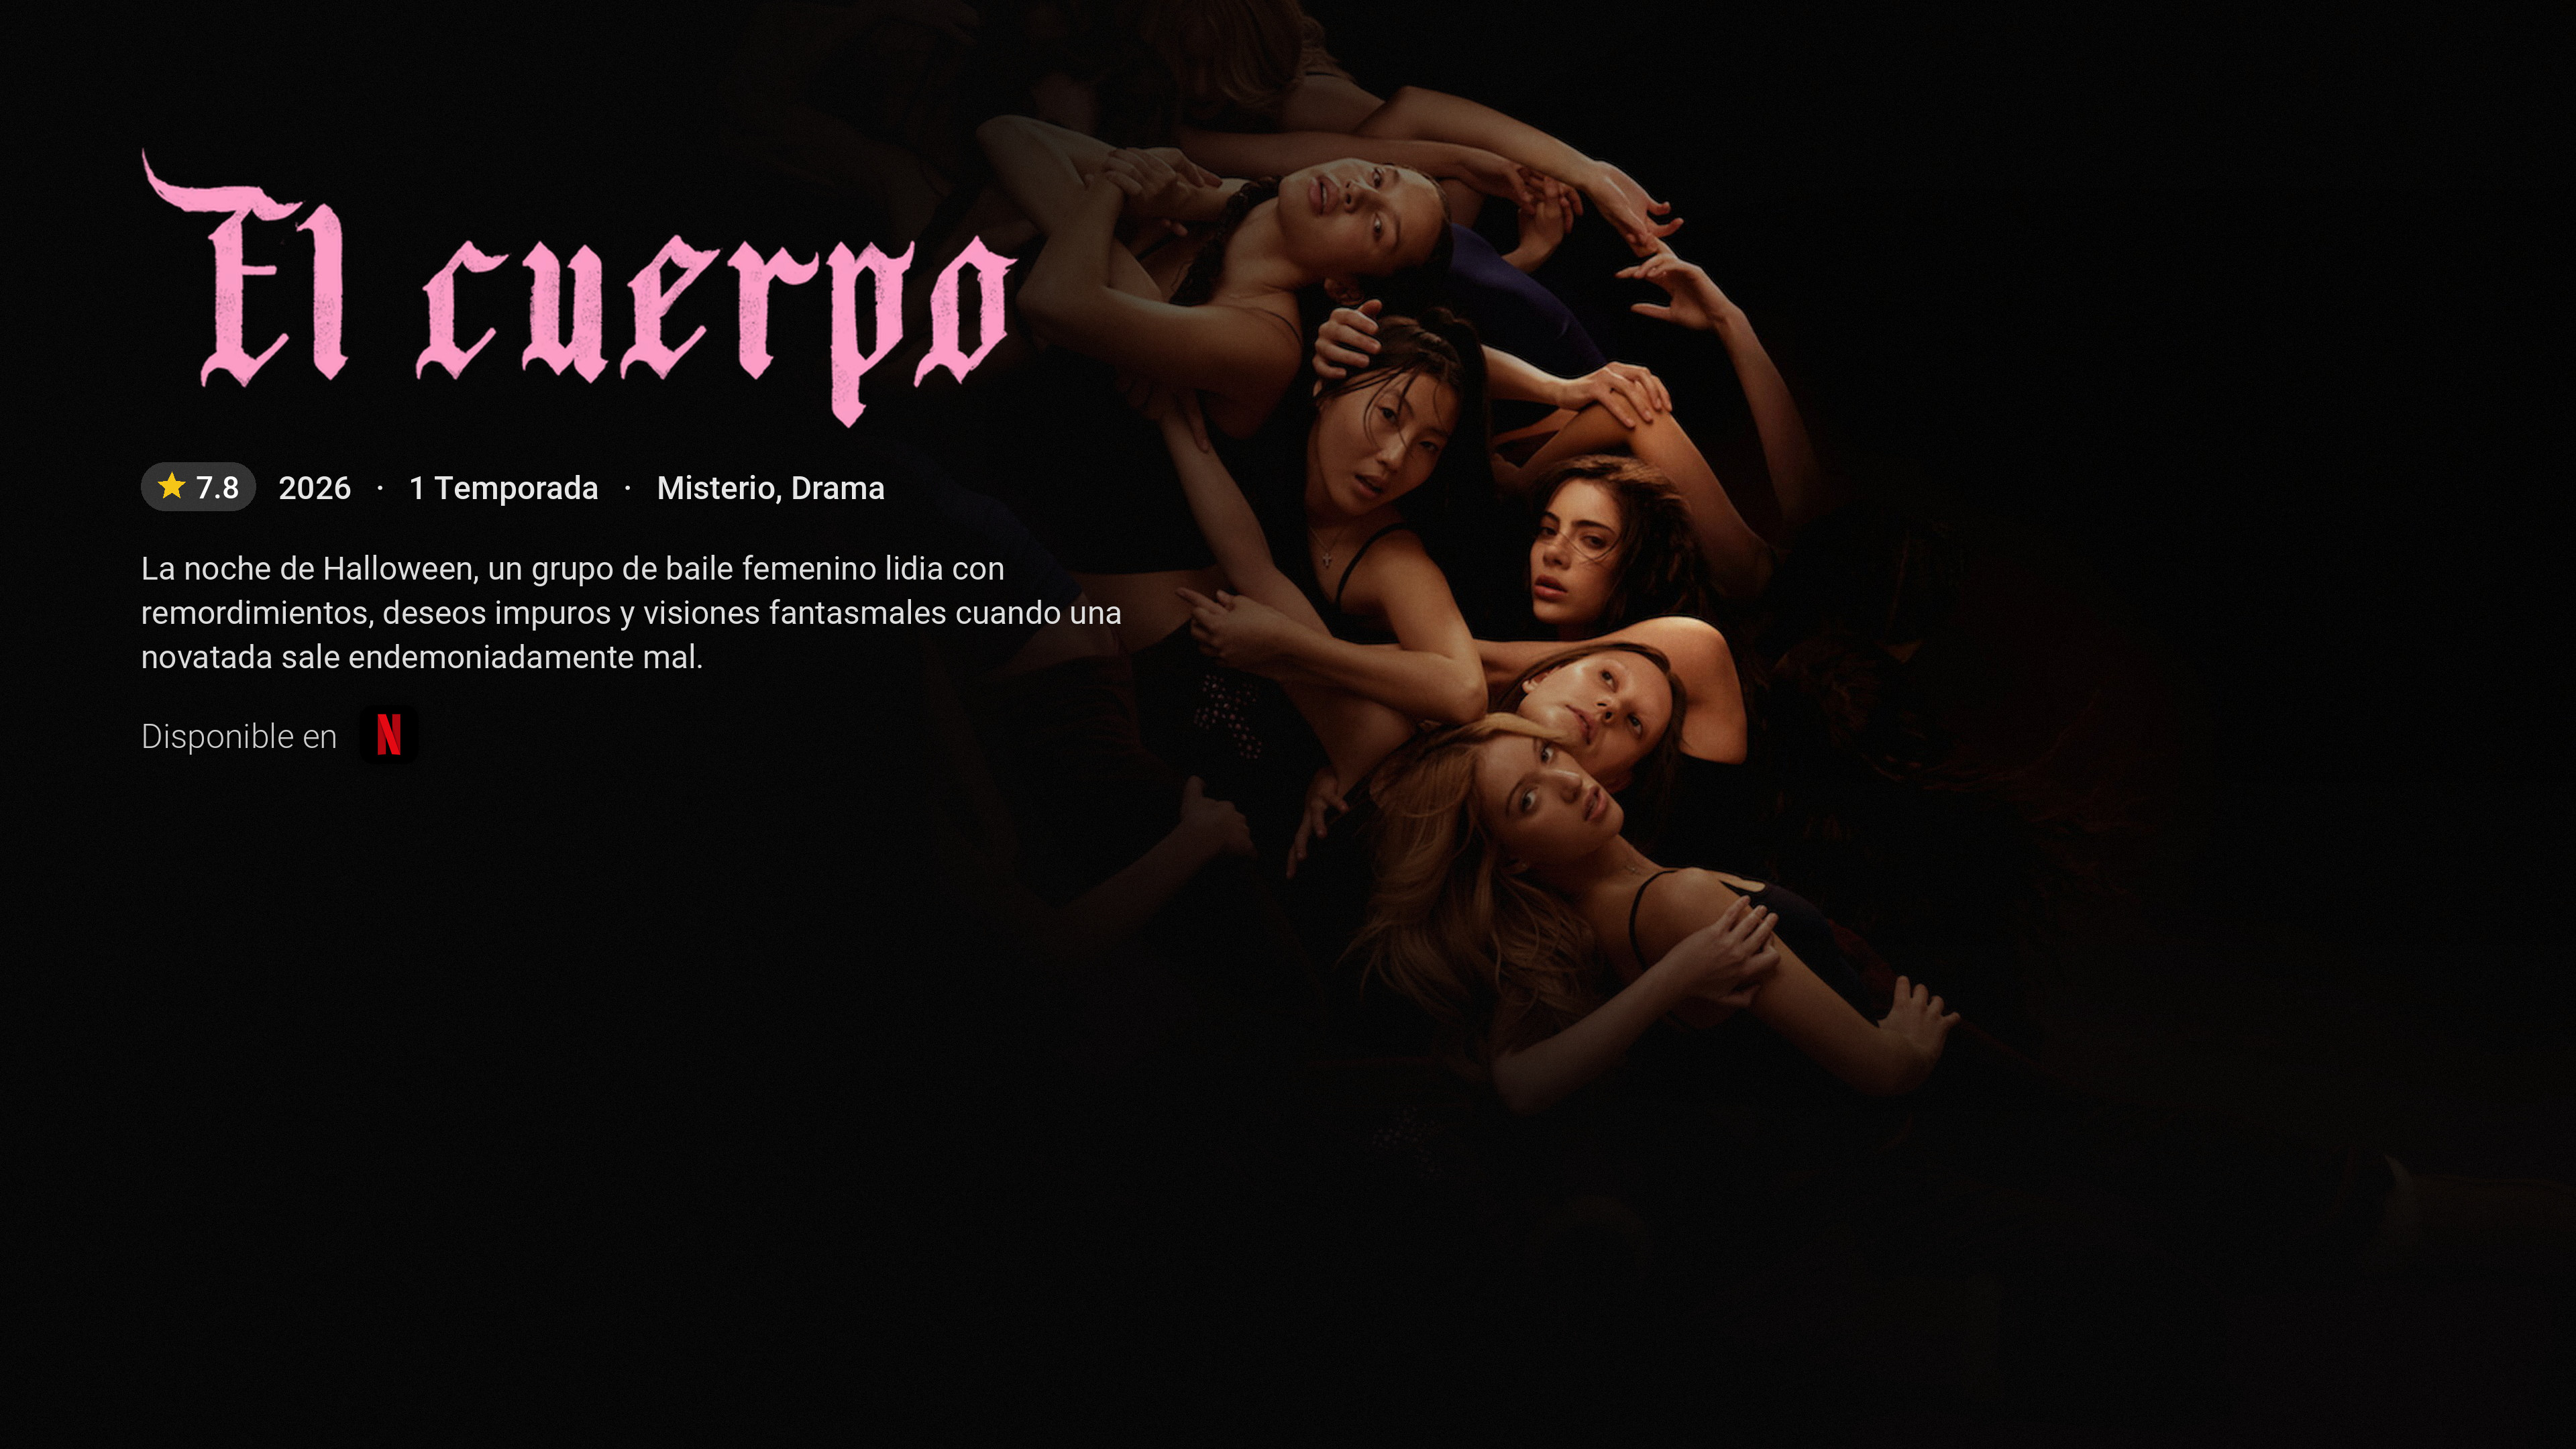 El cuerpo
7.8 2026 · 1 Temporada · Misterio, Drama
La noche de Halloween, un grupo de baile femenino lidia con
remordimientos, deseos impuros y visiones fantasmales cuando una
novatada sale endemoniadamente mal.
Disponible en N